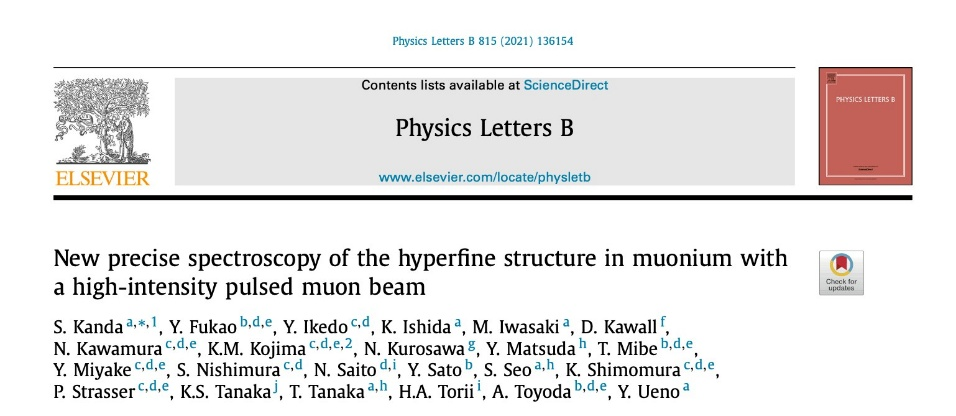 Physics Letters B 815 (2021) 136154
Contents lists available at ScienceDirect
Physics Letters B
www.elsevier.com/locate/physletb
ELSEVIER
PHYSICS LETTERS B
New precise spectroscopy of the hyperfine structure in muonium with
a high-intensity pulsed muon beam
Check for
updates
S. Kanda a,∗,1, Y. Fukao b,d,e, Y. Ikedo c,d, K. Ishida a, M. Iwasaki a, D. Kawall f,
N. Kawamura c,d,e, K.M. Kojima c,d,e,2, N. Kurosawa g, Y. Matsuda h, T. Mibe b,d,e,
Y. Miyake c,d,e, S. Nishimura c,d, N. Saito d,i, Y. Sato b, S. Seo a,h, K. Shimomura c,d,e,
P. Strasser c,d,e, K.S. Tanaka j, T. Tanaka a,h, H.A. Torii i, A. Toyoda b,d,e, Y. Ueno a